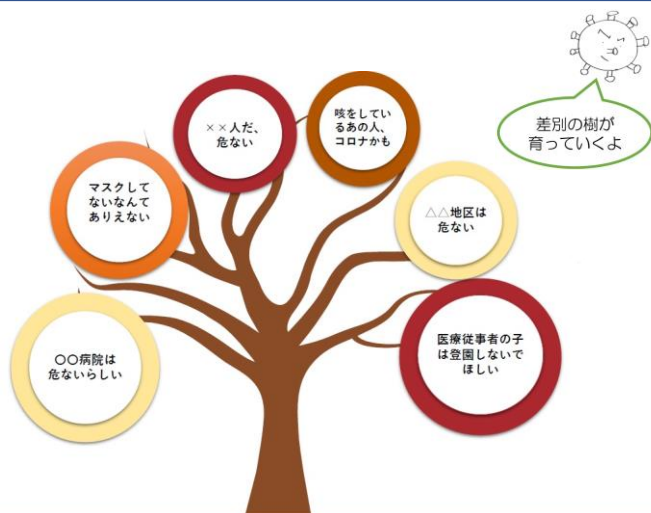 差別の樹が
育っていくよ
××人だ、
危ない
咳をしてい
るあの人、
コロナかも
マスクして
ないなんて
ありえない
△△地区は
危ない
〇〇病院は
危ないらしい
医療従事者の子
は登園しないで
ほしい